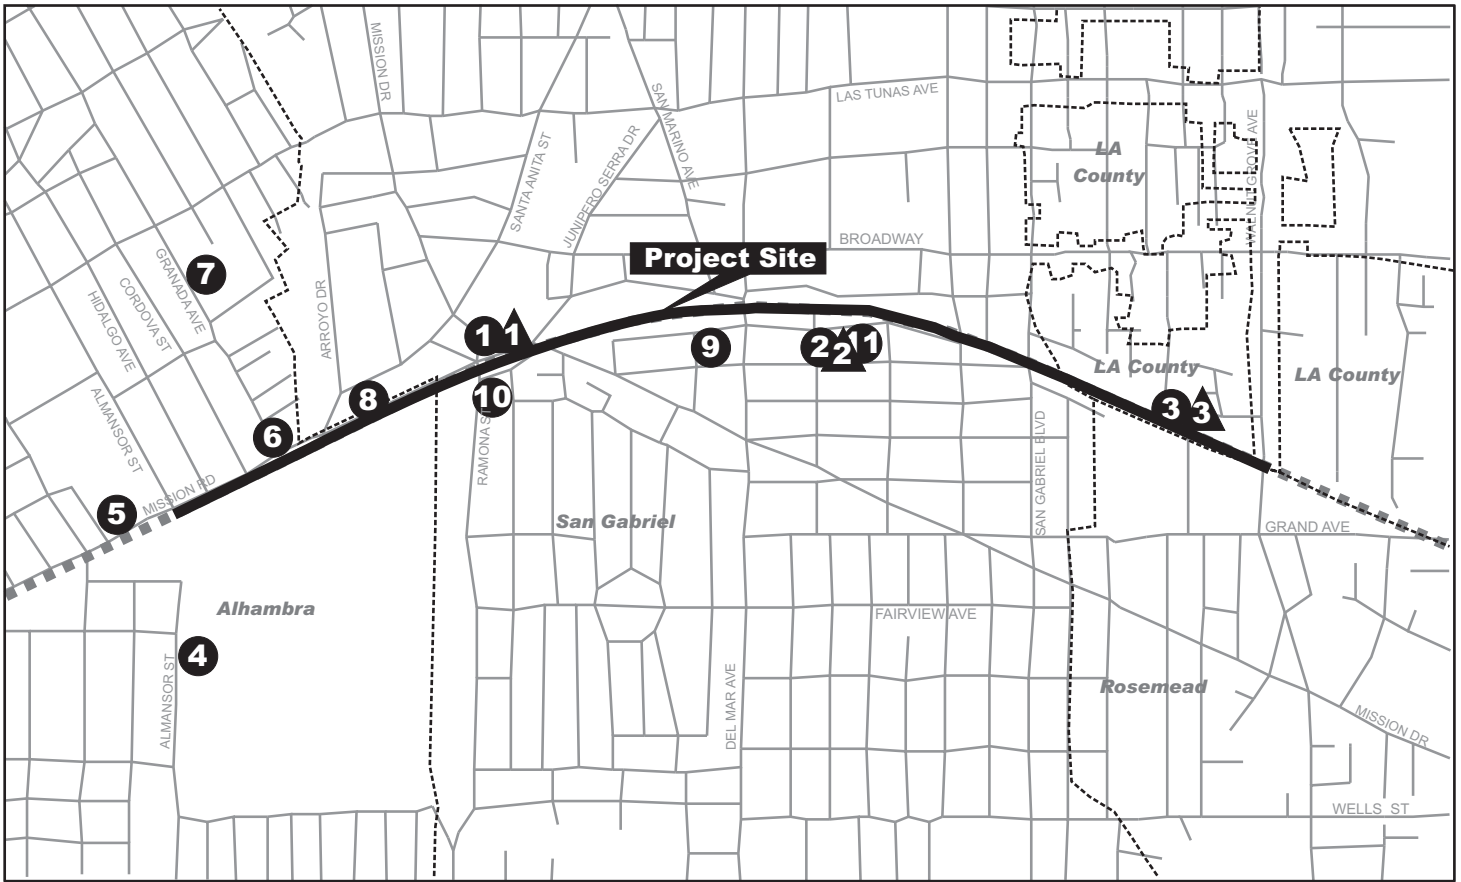 MISSION DR
LAS TUNAS AVE
SAN MARINO AVE
WALNUT GROVE AVE
SANTA ANITA ST
JUNIPERO SERRA DR
LA
County
BROADWAY
Project Site
7
GRANADA AVE
CORDOVA ST
HIDALGO AVE
ARROYO DR
1
1
9
2
2
11
LA County
LA County
ALMANSOR ST
8
10
3
3
6
RAMONA ST
SAN GABRIEL BLVD
MISSION RD
5
San Gabriel
GRAND AVE
Alhambra
FAIRVIEW AVE
4
ALMANSOR ST
DEL MAR AVE
Rosemead
MISSION DR
WELLS ST